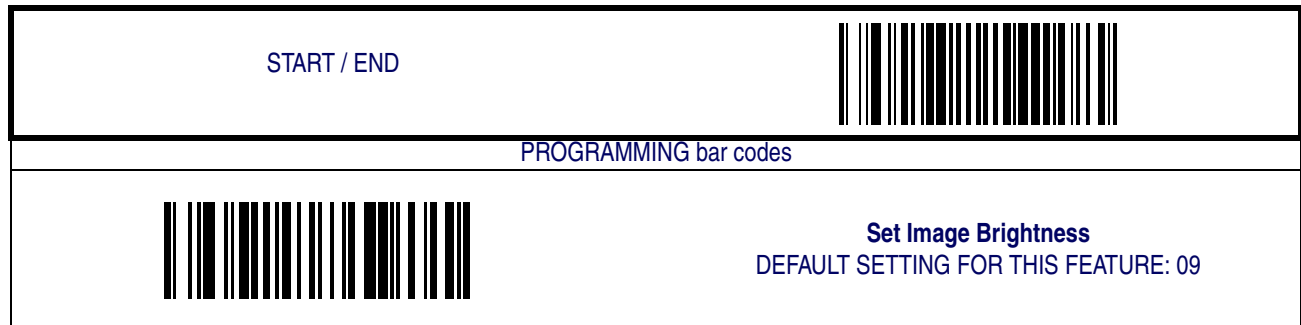 START / END
PROGRAMMING bar codes
Set Image Brightness
DEFAULT SETTING FOR THIS FEATURE: 09